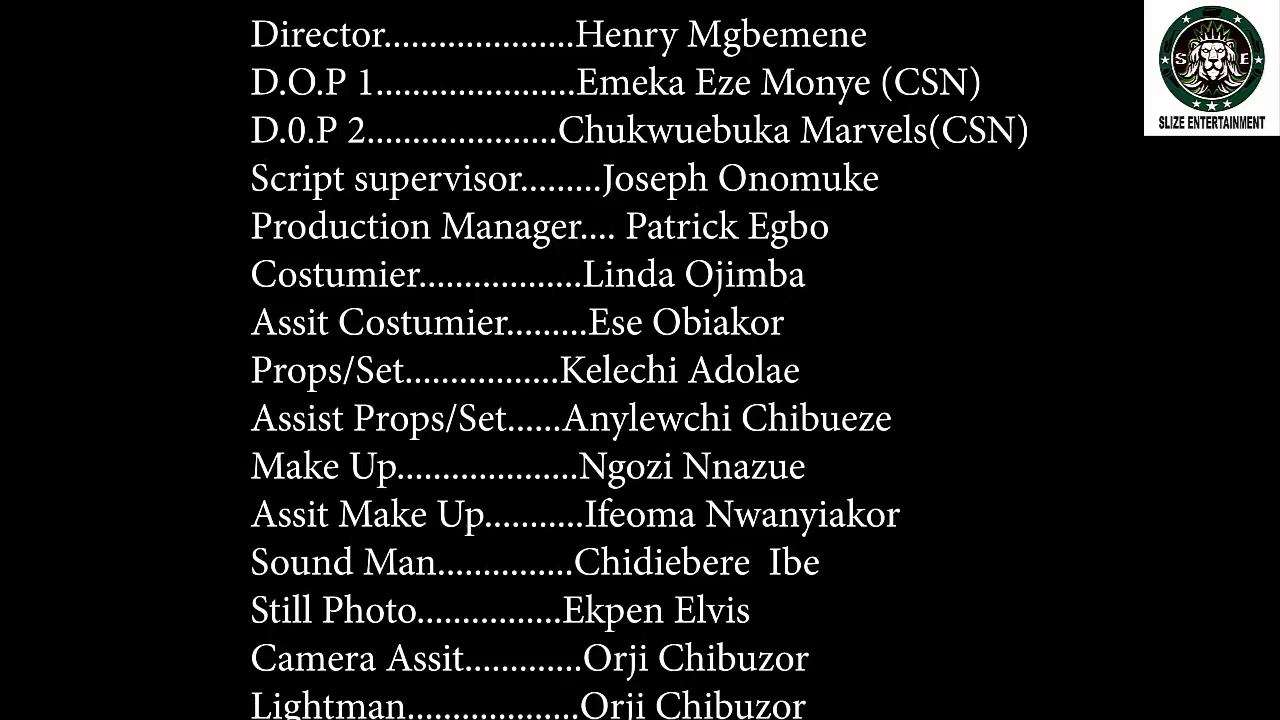 Director.....................Henry Mgbemene
D.O.P 1......................Emeka Eze Monye (CSN)
D.0.P 2.....................Chukwuebuka Marvels(CSN)
Script supervisor.........Joseph Onomuke
Production Manager.... Patrick Egbo
Costumier..................Linda Ojimba
Assit Costumier.........Ese Obiakor
Props/Set.................Kelechi Adolae
Assist Props/Set......Anylewchi Chibueze
Make Up....................Ngozi Nnazue
Assit Make Up...........Ifeoma Nwanyiakor
Sound Man...............Chidiebere  Ibe
Still Photo................Ekpen Elvis
Camera Assit.............Orji Chibuzor
Lightman...................Orji Chibuzor
S E
SLIZE ENTERTAINMENT